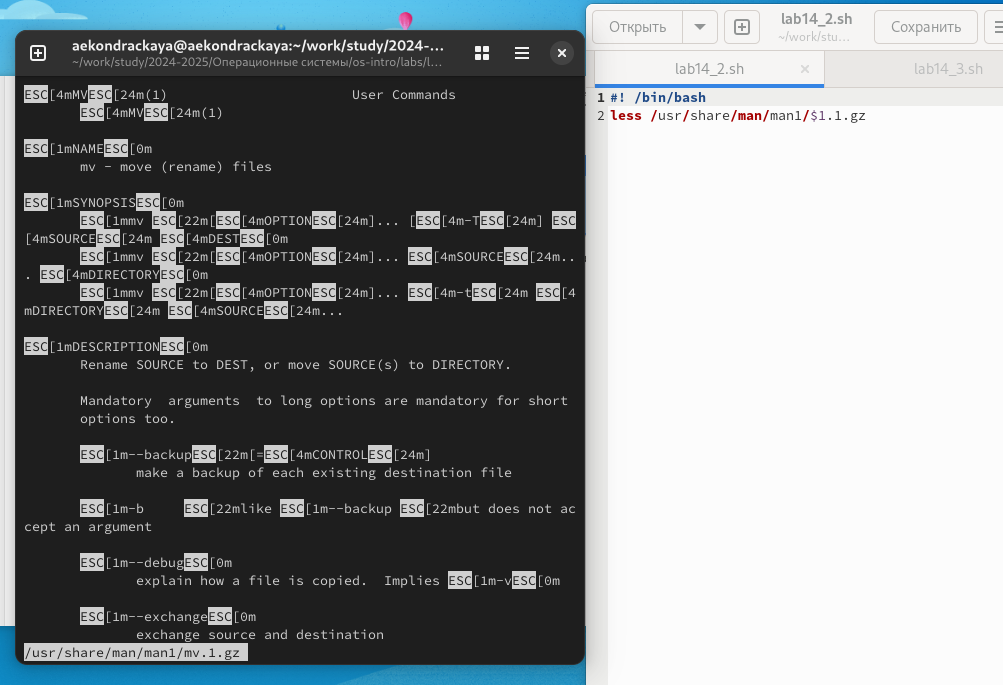 aekondrackaya@aekondrackaya:~/work/study/2024-...
~/work/study/2024-2025/Операционные системы/os-intro/labs/l...
ESC[4mMVESC[24m(1)                       User Commands
       ESC[4mMVESC[24m(1)
ESC[1mNAMEESC[0m
       mv - move (rename) files
ESC[1mSYNOPSISESC[0m
       ESC[1mmv ESC[22m[ESC[4mOPTIONESC[24m]... [ESC[4m-TESC[24m] ESC
[4mSOURCEESC[24m ESC[4mDESTESC[0m
       ESC[1mmv ESC[22m[ESC[4mOPTIONESC[24m]... ESC[4mSOURCEESC[24m..
. ESC[4mDIRECTORYESC[0m
       ESC[1mmv ESC[22m[ESC[4mOPTIONESC[24m]... ESC[4m-tESC[24m ESC[4
mDIRECTORYESC[24m ESC[4mSOURCEESC[24m...
ESC[1mDESCRIPTIONESC[0m
       Rename SOURCE to DEST, or move SOURCE(s) to DIRECTORY.
       Mandatory  arguments  to long options are mandatory for short
       options too.
       ESC[1m--backupESC[22m[=ESC[4mCONTROLESC[24m]
              make a backup of each existing destination file
       ESC[1m-b     ESC[22mlike ESC[1m--backup ESC[22mbut does not ac
cept an argument
       ESC[1m--debugESC[0m
              explain how a file is copied.  Implies ESC[1m-vESC[0m
       ESC[1m--exchangeESC[0m
              exchange source and destination
/usr/share/man/man1/mv.1.gz
Открыть
lab14_2.sh
~/work/stu...
Сохранить
lab14_2.sh ×
lab14_3.sh
1 #! /bin/bash
2 less /usr/share/man/man1/$1.1.gz